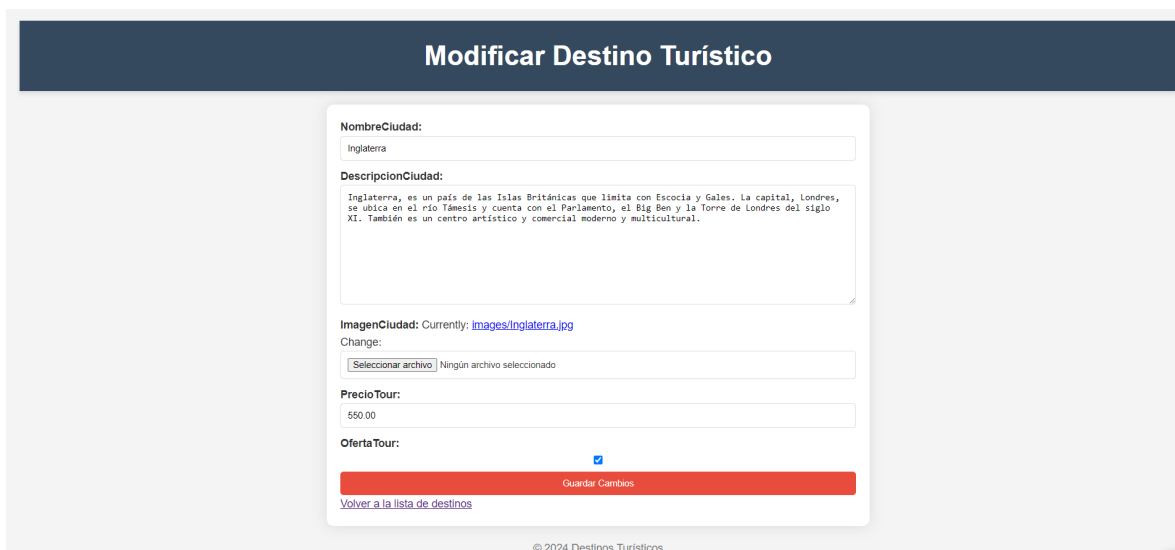 Modificar Destino Turístico
NombreCiudad:
Inglaterra
DescripcionCiudad:
Inglaterra, es un país de las Islas Británicas que limita con Escocia y Gales. La capital, Londres,
se ubica en el río Támesis y cuenta con el Parlamento, el Big Ben y la Torre de Londres del siglo
XI. También es un centro artístico y comercial moderno y multicultural.
ImagenCiudad: Currently: images/Inglaterra.jpg
Change:
Seleccionar archivo Ningún archivo seleccionado
PrecioTour:
550.00
OfertaTour:
Guardar Cambios
Volver a la lista de destinos
© 2024 Destinos Turísticos